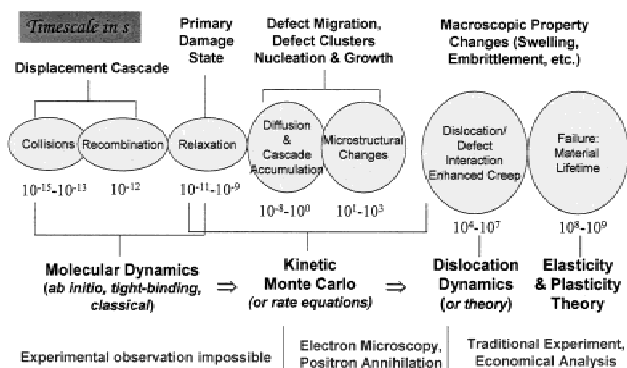 Timescale in s
Primary
Damage
State
Defect Migration,
Defect Clusters
Nucleation & Growth
Macroscopic Property
Changes (Swelling,
Embrittlement, etc.)
Displacement Cascade
Collisions
Recombination
Relaxation
Diffusion
&
Cascade
Accumulation
Microstructural
Changes
Dislocation/
Defect
Interaction
Enhanced Creep
Failure:
Material
Lifetime
10-15-10-13
10-12
10-11-10-9
10-8-100
101-103
104-107
108-109
Molecular Dynamics
(ab initio, tight-binding,
classical)
⇒
Kinetic
Monte Carlo
(or rate equations)
⇒
Dislocation
Dynamics
(or theory)
Elasticity
& Plasticity
Theory
Experimental observation impossible
Electron Microscopy,
Positron Annihilation
Traditional Experiment,
Economical Analysis